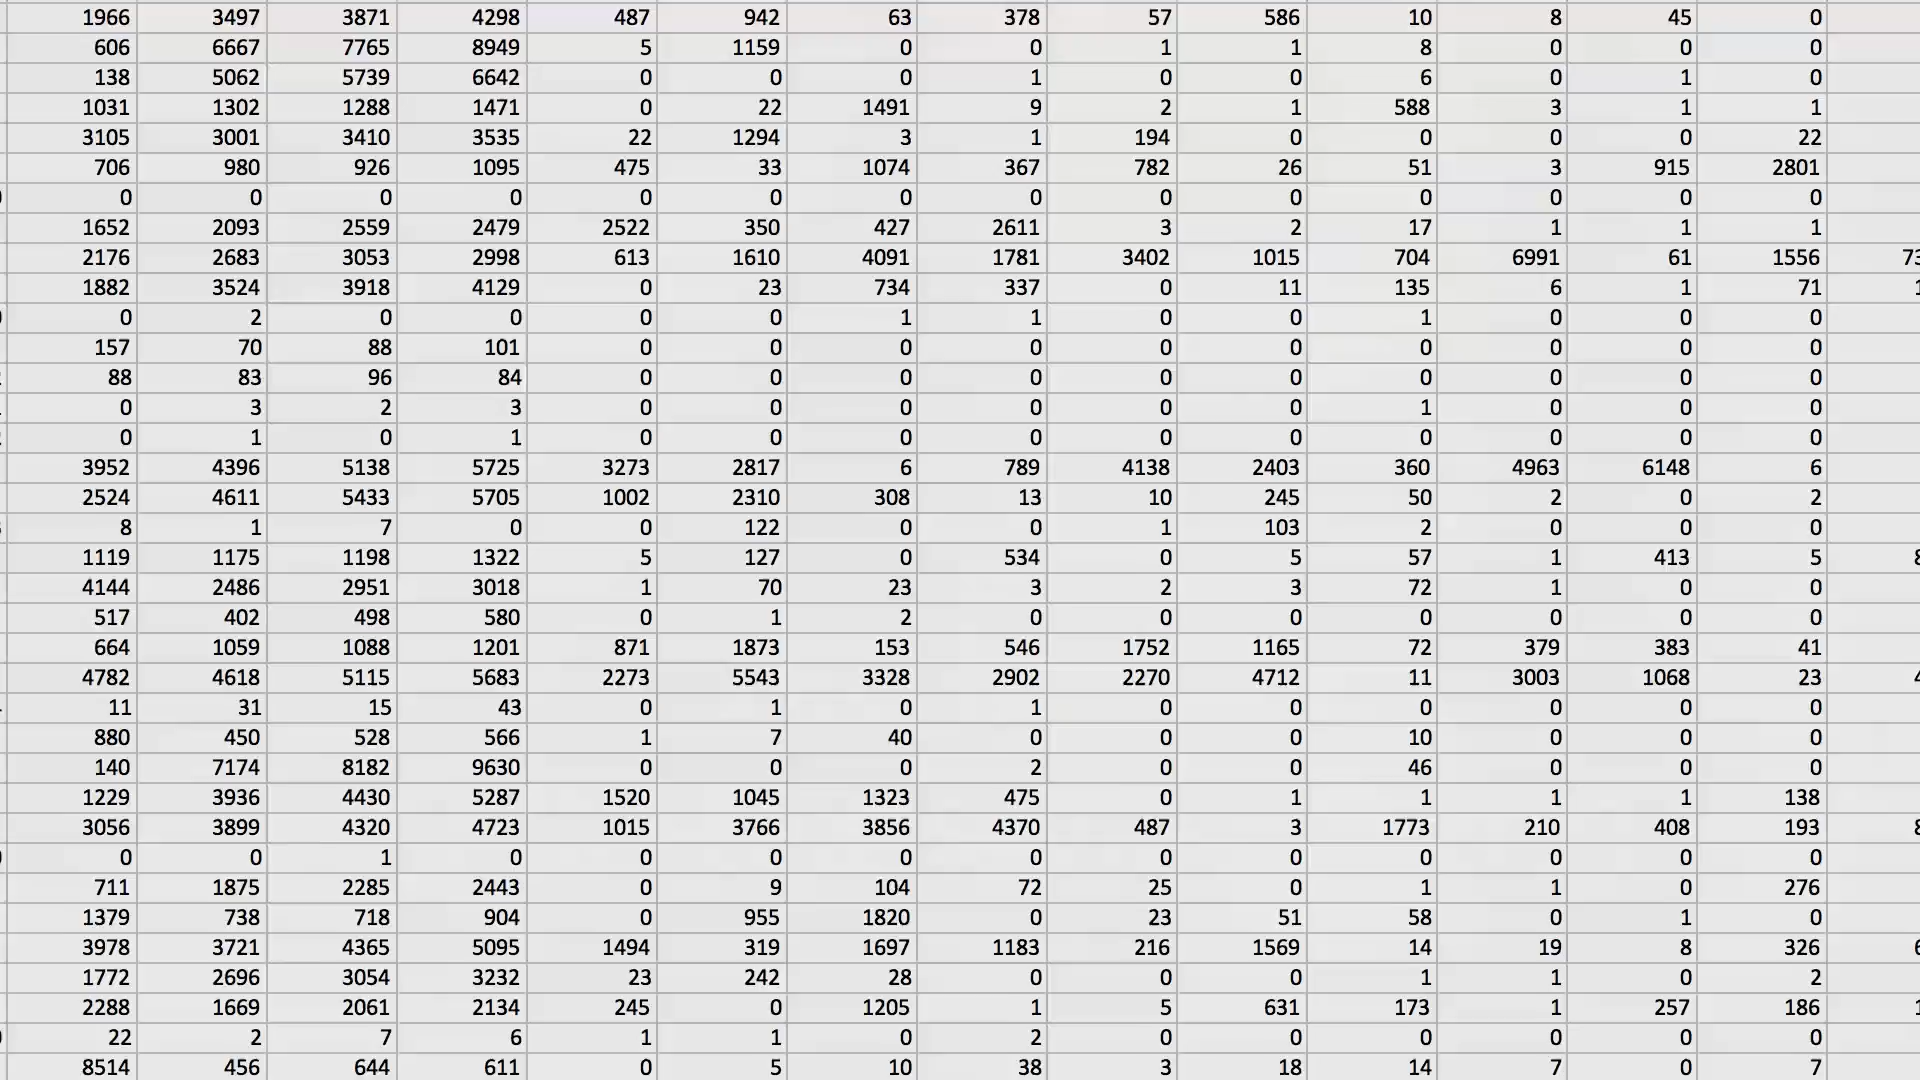 1966 3497 3871 4298 487 942 63 378 57 586 10 8 45 0
606 6667 7765 8949 5 1159 0 0 1 1 8 0 0 0
138 5062 5739 6642 0 0 0 1 0 0 6 0 1 0
1031 1302 1288 1471 0 22 1491 9 2 1 588 3 1 1
3105 3001 3410 3535 22 1294 3 1 194 0 0 0 0 22
706 980 926 1095 475 33 1074 367 782 26 51 3 915 2801
0 0 0 0 0 0 0 0 0 0 0 0 0 0
1652 2093 2559 2479 2522 350 427 2611 3 2 17 1 1 1
2176 2683 3053 2998 613 1610 4091 1781 3402 1015 704 6991 61 1556
1882 3524 3918 4129 0 23 734 337 0 11 135 6 1 71
0 2 0 0 0 0 1 1 0 0 1 0 0 0
157 70 88 101 0 0 0 0 0 0 0 0 0 0
88 83 96 84 0 0 0 0 0 0 0 0 0 0
0 3 2 3 0 0 0 0 0 0 1 0 0 0
0 1 0 1 0 0 0 0 0 0 0 0 0 0
3952 4396 5138 5725 3273 2817 6 789 4138 2403 360 4963 6148 6
2524 4611 5433 5705 1002 2310 308 13 10 245 50 2 0 2
8 1 7 0 0 122 0 0 1 103 2 0 0 0
1119 1175 1198 1322 5 127 0 534 0 5 57 1 413 5
4144 2486 2951 3018 1 70 23 3 2 3 72 1 0 0
517 402 498 580 0 1 2 0 0 0 0 0 0 0
664 1059 1088 1201 871 1873 153 546 1752 1165 72 379 383 41
4782 4618 5115 5683 2273 5543 3328 2902 2270 4712 11 3003 1068 23
11 31 15 43 0 1 0 1 0 0 0 0 0 0
880 450 528 566 1 7 40 0 0 0 10 0 0 0
140 7174 8182 9630 0 0 0 2 0 0 46 0 0 0
1229 3936 4430 5287 1520 1045 1323 475 0 1 1 1 1 138
3056 3899 4320 4723 1015 3766 3856 4370 487 3 1773 210 408 193
0 0 1 0 0 0 0 0 0 0 0 0 0 0
711 1875 2285 2443 0 9 104 72 25 0 1 1 0 276
1379 738 718 904 0 955 1820 0 23 51 58 0 1 0
3978 3721 4365 5095 1494 319 1697 1183 216 1569 14 19 8 326
1772 2696 3054 3232 23 242 28 0 0 0 1 1 0 2
2288 1669 2061 2134 245 0 1205 1 5 631 173 1 257 186
22 2 7 6 1 1 0 2 0 0 0 0 0 0
8514 456 644 611 0 5 10 38 3 18 14 7 0 7